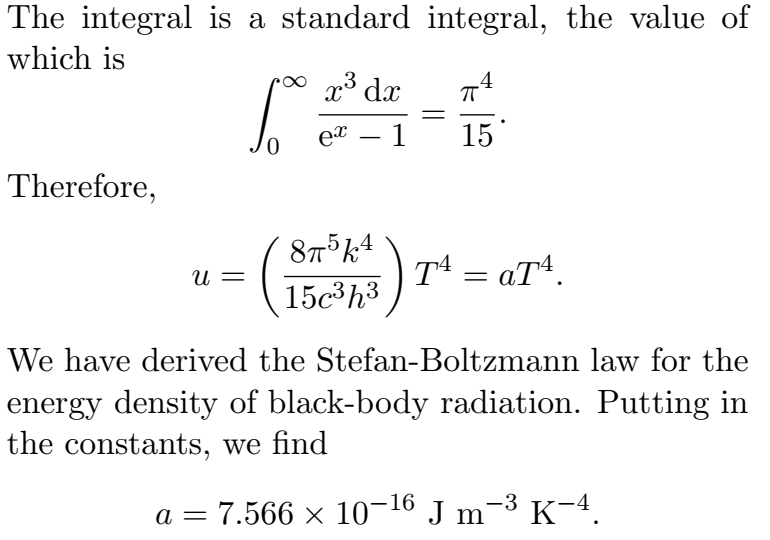 The integral is a standard integral, the value of
which is
$$\int_0^\infty \frac{x^3 \, \mathrm{d}x}{\mathrm{e}^x - 1} = \frac{\pi^4}{15}.$$
Therefore,
$$u = \left( \frac{8\pi^5 k^4}{15c^3 h^3} \right) T^4 = aT^4.$$
We have derived the Stefan-Boltzmann law for the
energy density of black-body radiation. Putting in
the constants, we find
$$a = 7.566 \times 10^{-16} \text{ J m}^{-3} \text{ K}^{-4}.$$